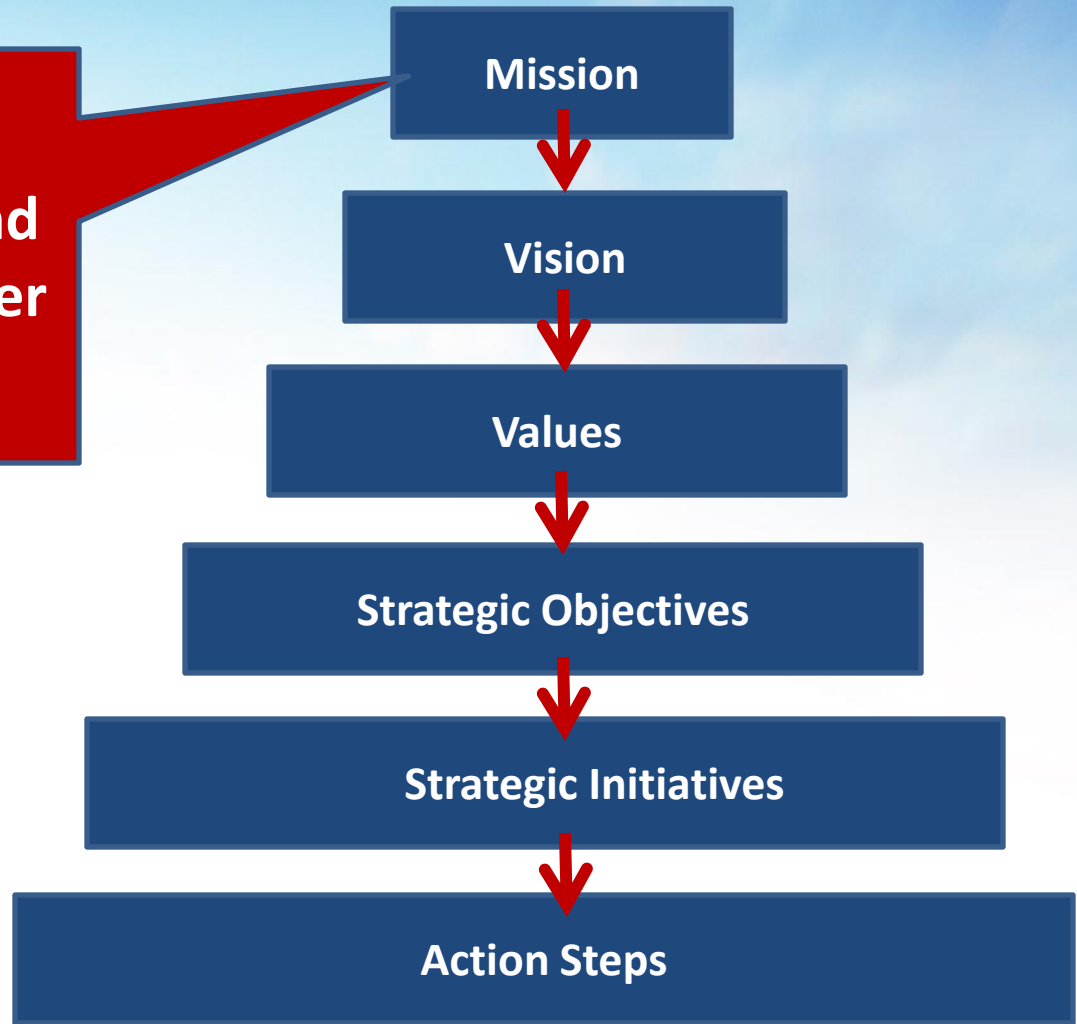 Mission
Vision
Values
Strategic Objectives
Strategic Initiatives
Action Steps